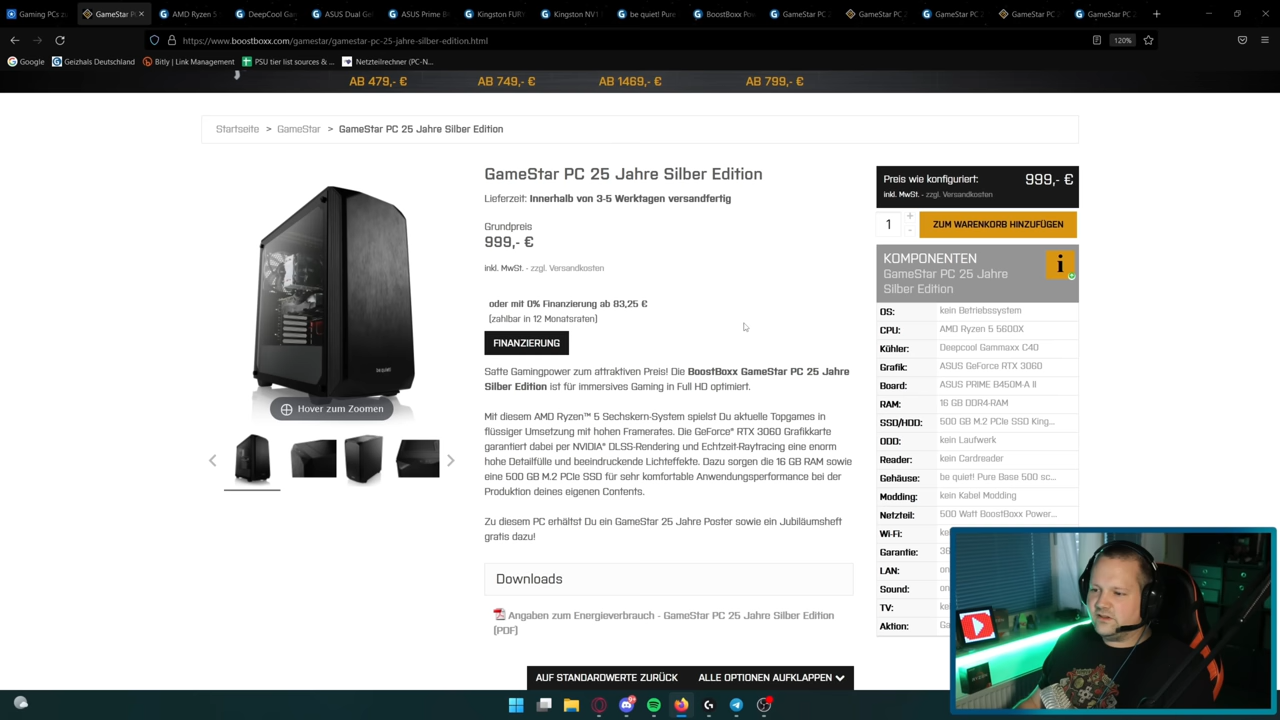 Gaming PCs zu
GameStar PC
AMD Ryzen 5
DeepCool Gam
ASUS Dual Ge
ASUS Prime B
Kingston FUR
Kingston NV1
be quiet! Pure
BoostBoxx Pow
GameStar PC 2
GameStar PC 2
GameStar PC 2
GameStar PC 2
GameStar PC 2
https://www.boostboxx.com/gamestar/gamestar-pc-25-jahre-silber-edition.html
120%
Google
Geizhals Deutschland
Bitly | Link Management
PSU tier list sources & ...
Netzteilrechner (PC-N...
AB 479,- €
AB 749,- €
AB 1469,- €
AB 799,- €
Startseite > GameStar > GameStar PC 25 Jahre Silber Edition
be quiet!
Hover zum Zoomen
GameStar PC 25 Jahre Silber Edition
Lieferzeit: Innerhalb von 3-5 Werktagen versandfertig
Grundpreis
999,- €
inkl. MwSt. - zzgl. Versandkosten
oder mit 0% Finanzierung ab 83,25 €
(zahlbar in 12 Monatsraten)
FINANZIERUNG
Satte Gamingpower zum attraktiven Preis! Die BoostBoxx GameStar PC 25 Jahre
Silber Edition ist für immersives Gaming in Full HD optimiert.
Mit diesem AMD Ryzen™ 5 Sechskern-System spielst Du aktuelle Topgames in
flüssiger Umsetzung mit hohen Framerates. Die GeForce® RTX 3060 Grafikkarte
garantiert dabei per NVIDIA® DLSS-Rendering und Echtzeit-Raytracing eine enorm
hohe Detailfülle und beeindruckende Lichteffekte. Dazu sorgen die 16 GB RAM sowie
eine 500 GB M.2 PCIe SSD für sehr komfortable Anwendungsperformance bei der
Produktion deines eigenen Contents.
Zu diesem PC erhältst Du ein GameStar 25 Jahre Poster sowie ein Jubiläumsheft
gratis dazu!
Downloads
Angaben zum Energieverbrauch - GameStar PC 25 Jahre Silber Edition
(PDF)
AUF STANDARDWERTE ZURÜCK
ALLE OPTIONEN AUFKLAPPEN
Preis wie konfiguriert: 999,- €
inkl. MwSt. - zzgl. Versandkosten
1
+
-
ZUM WARENKORB HINZUFÜGEN
KOMPONENTEN
GameStar PC 25 Jahre
Silber Edition
i
OS: kein Betriebssystem
CPU: AMD Ryzen 5 5600X
Kühler: Deepcool Gammaxx C40
Grafik: ASUS GeForce RTX 3060
Board: ASUS PRIME B450M-A II
RAM: 16 GB DDR4-RAM
SSD/HDD: 500 GB M.2 PCIe SSD King...
ODD: kein Laufwerk
Reader: kein Cardreader
Gehäuse: be quiet! Pure Base 500 sc...
Modding: kein Kabel Modding
Netzteil: 500 Watt BoostBoxx Power...
Wi-Fi: ke
Garantie: 36
LAN: on
Sound: on
TV: ke
Aktion: Ga